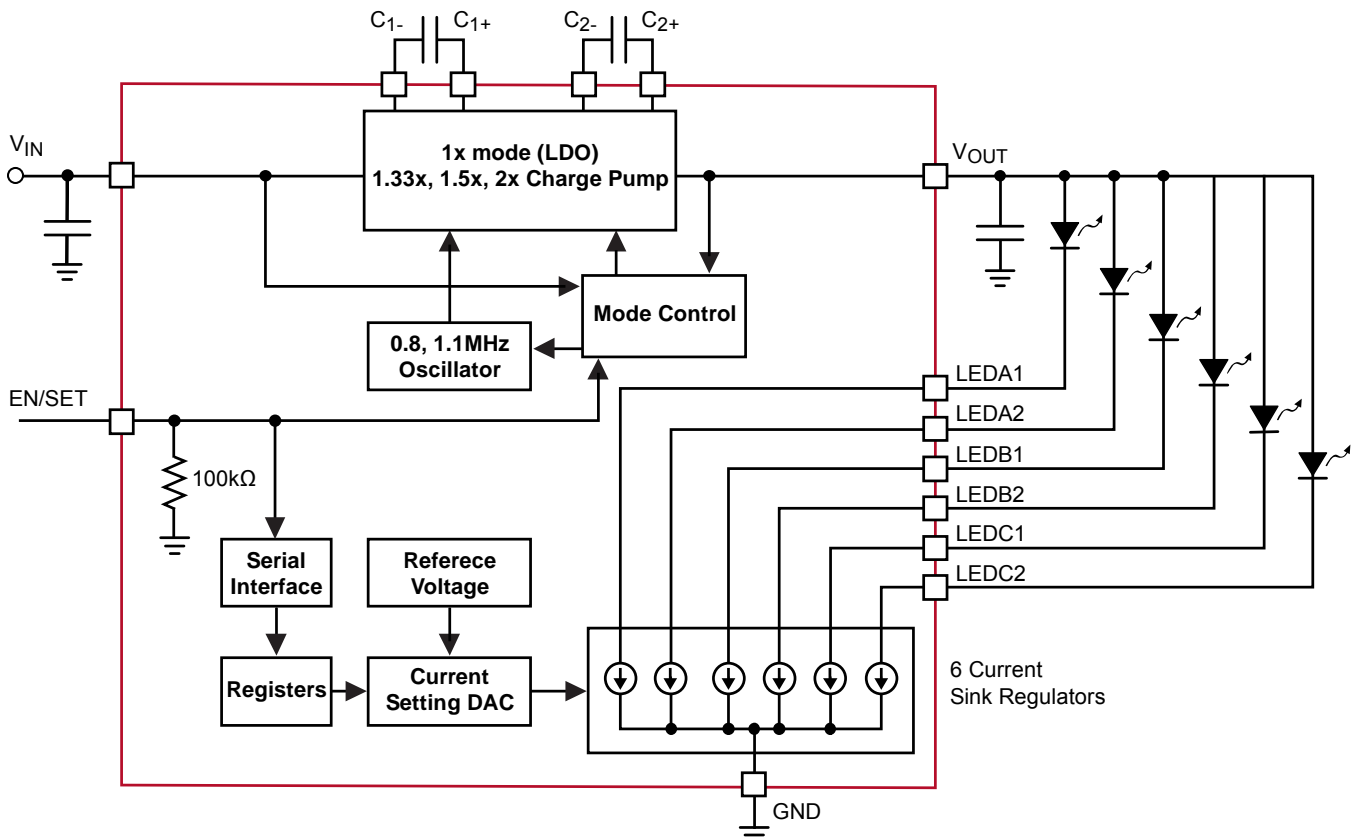 C1- C1+ C2- C2+
VIN
1x mode (LDO)
1.33x, 1.5x, 2x Charge Pump
VOUT
Mode Control
0.8, 1.1MHz
Oscillator
EN/SET
LEDA1
LEDA2
LEDB1
LEDB2
LEDC1
LEDC2
100kΩ
Serial
Interface
Referece
Voltage
Registers
Current
Setting DAC
6 Current
Sink Regulators
GND